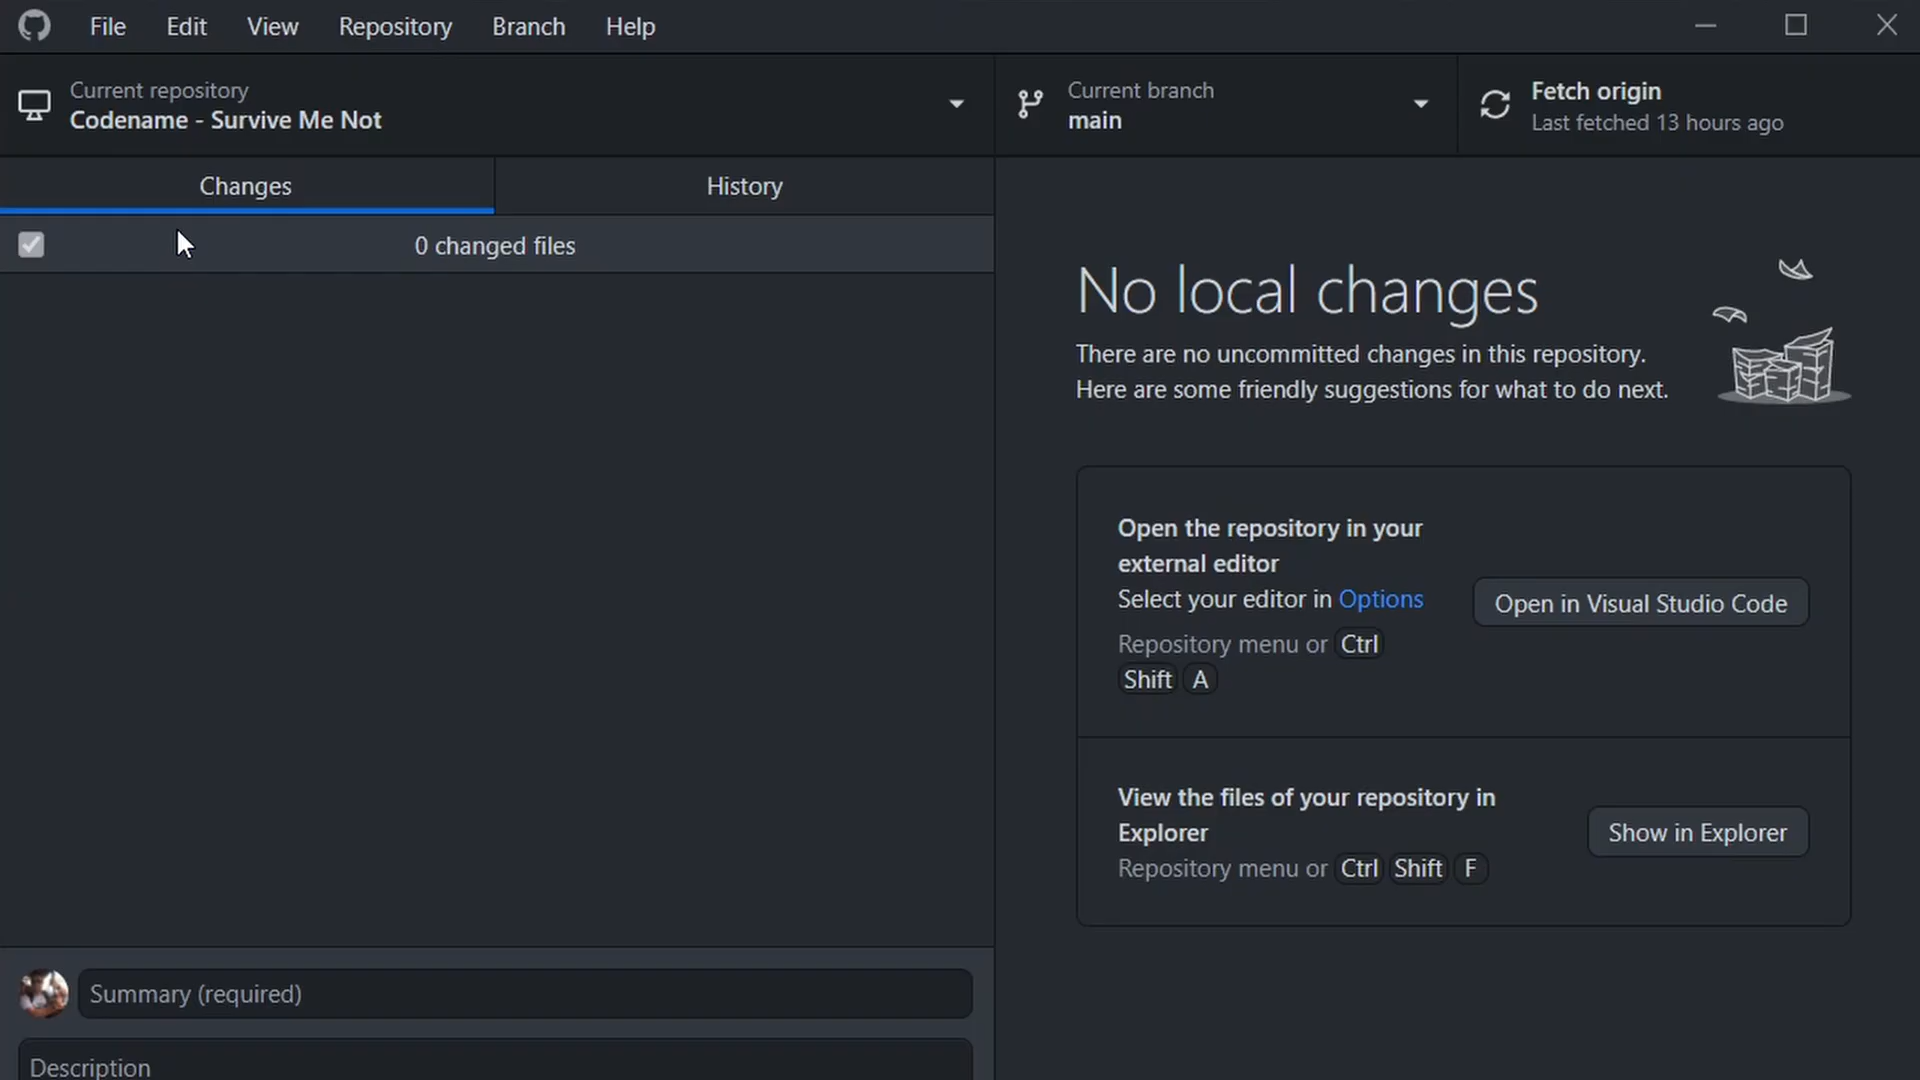 File Edit View Repository Branch Help
Current repository
Codename - Survive Me Not
Current branch
main
Fetch origin
Last fetched 13 hours ago
Changes
History
0 changed files
No local changes
There are no uncommitted changes in this repository.
Here are some friendly suggestions for what to do next.
Open the repository in your
external editor
Select your editor in Options
Repository menu or Ctrl
Shift A
Open in Visual Studio Code
View the files of your repository in
Explorer
Repository menu or Ctrl Shift F
Show in Explorer
Summary (required)
Description